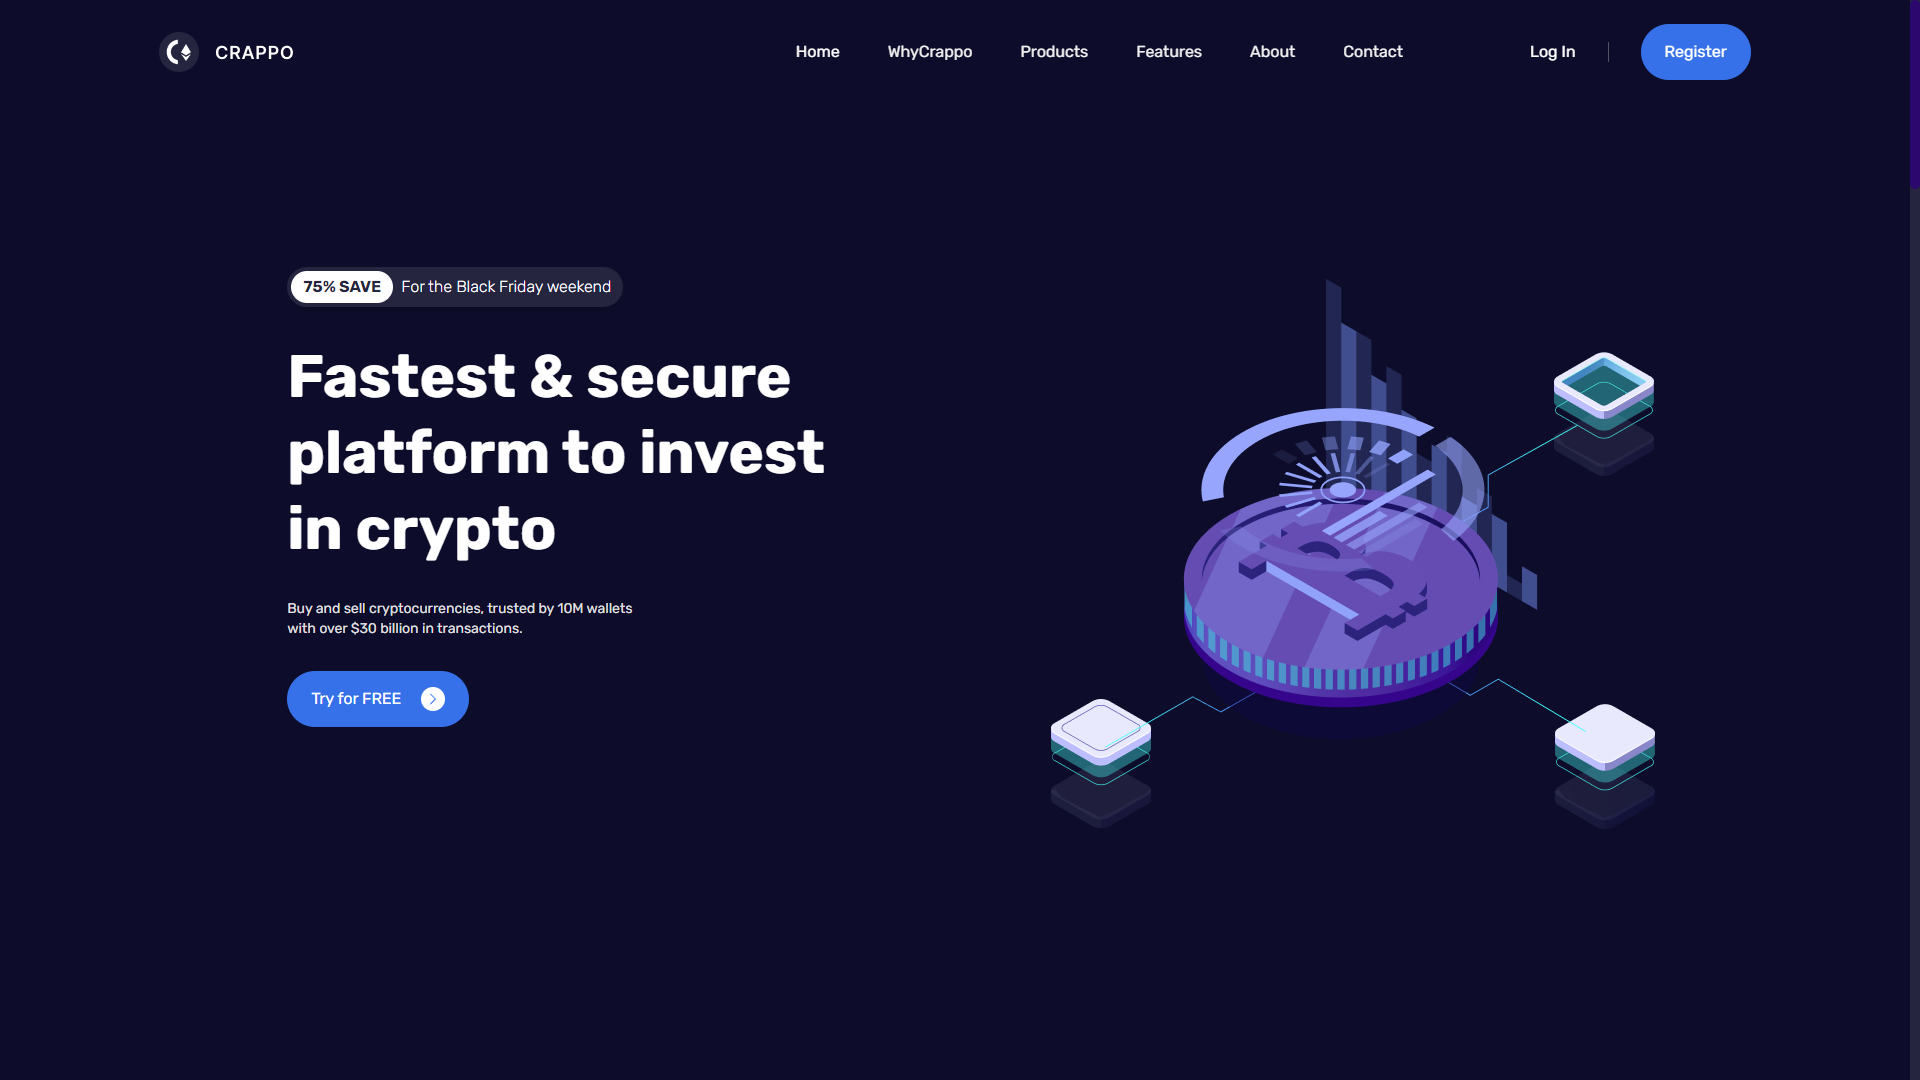 CRAPPO
Home WhyCrappo Products Features About Contact Log In Register
75% SAVE For the Black Friday weekend
Fastest & secure
platform to invest
in crypto
Buy and sell cryptocurrencies, trusted by 10M wallets
with over $30 billion in transactions.
Try for FREE